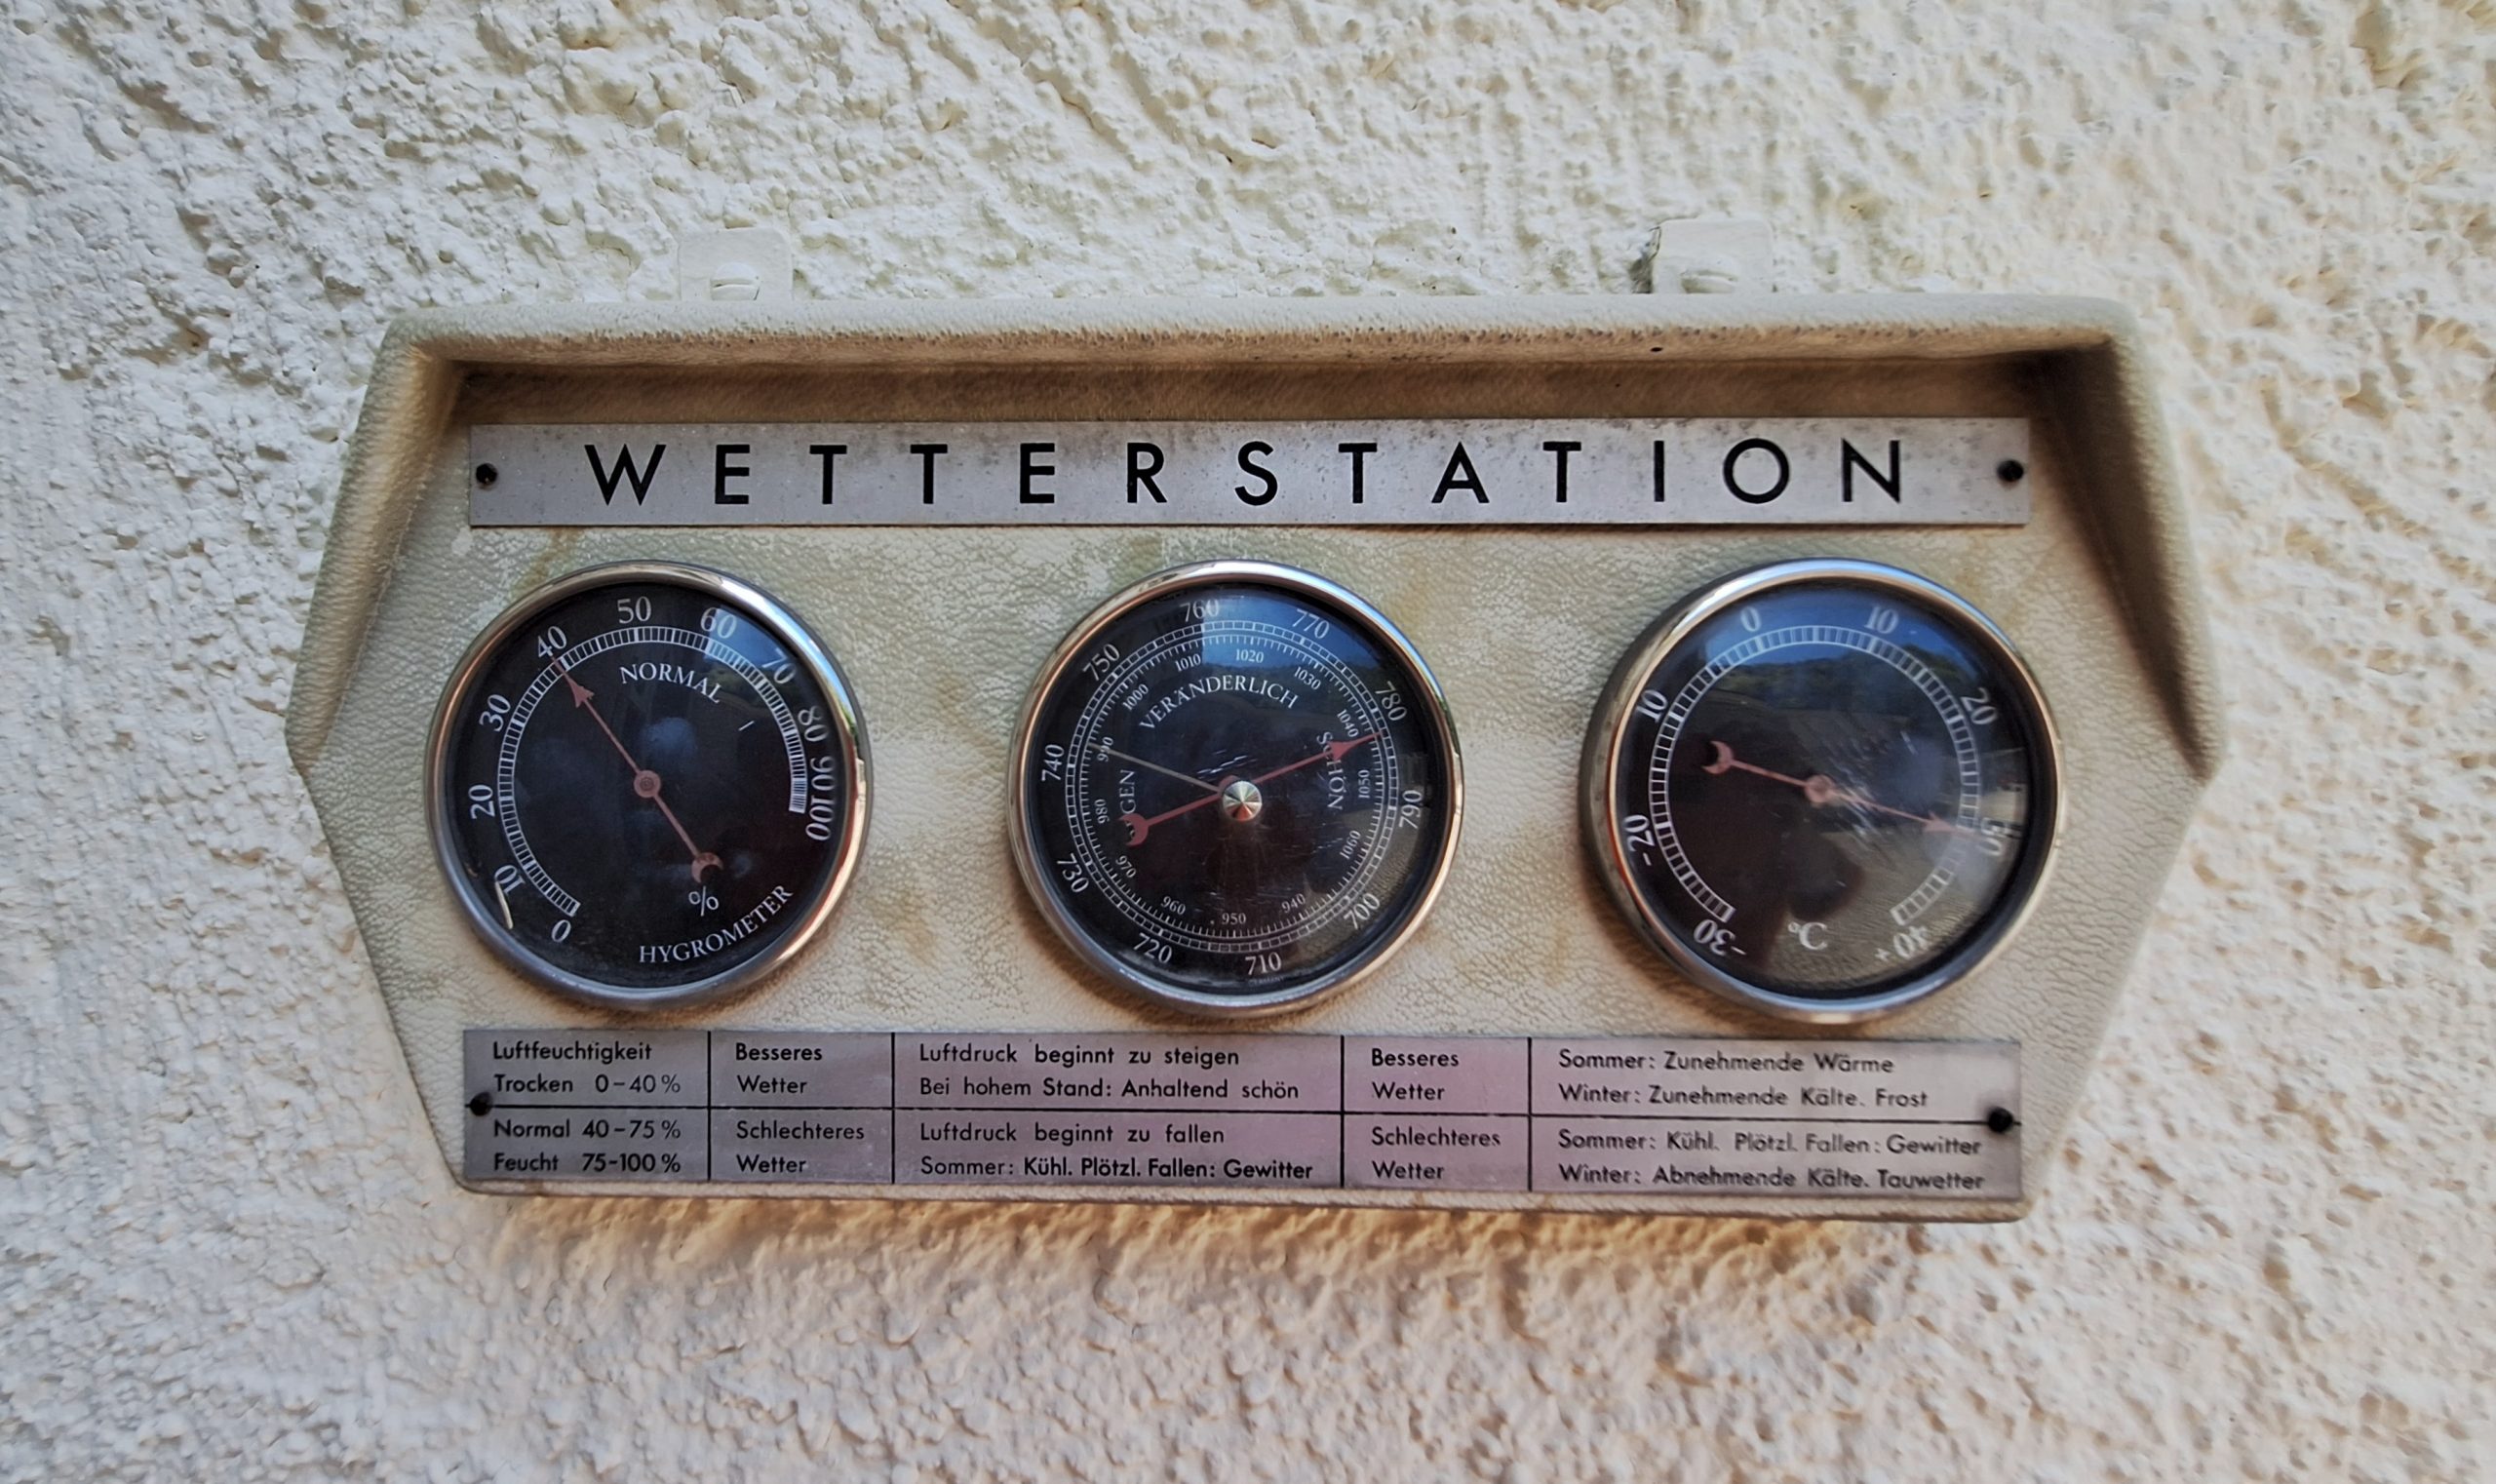 WETTERSTATION
0 10 20 30 40 50 60 70 80 90 100
NORMAL
%
HYGROMETER
700 710 720 730 740 750 760 770 780 790
940 950 960 970 980 990 1000 1010 1020 1030 1040 1050 1060
VERÄNDERLICH
SCHÖN
-30 -20 10 0 10 20 30 40 +
°C
Luftfeuchtigkeit
Trocken 0-40%
Normal 40-75%
Feucht 75-100%
Besseres
Wetter
Schlechteres
Wetter
Luftdruck beginnt zu steigen
Bei hohem Stand: Anhaltend schön
Luftdruck beginnt zu fallen
Sommer: Kühl. Plötzl. Fallen: Gewitter
Besseres
Wetter
Schlechteres
Wetter
Sommer: Zunehmende Wärme
Winter: Zunehmende Kälte. Frost
Sommer: Kühl. Plötzl. Fallen: Gewitter
Winter: Abnehmende Kälte. Tauwetter